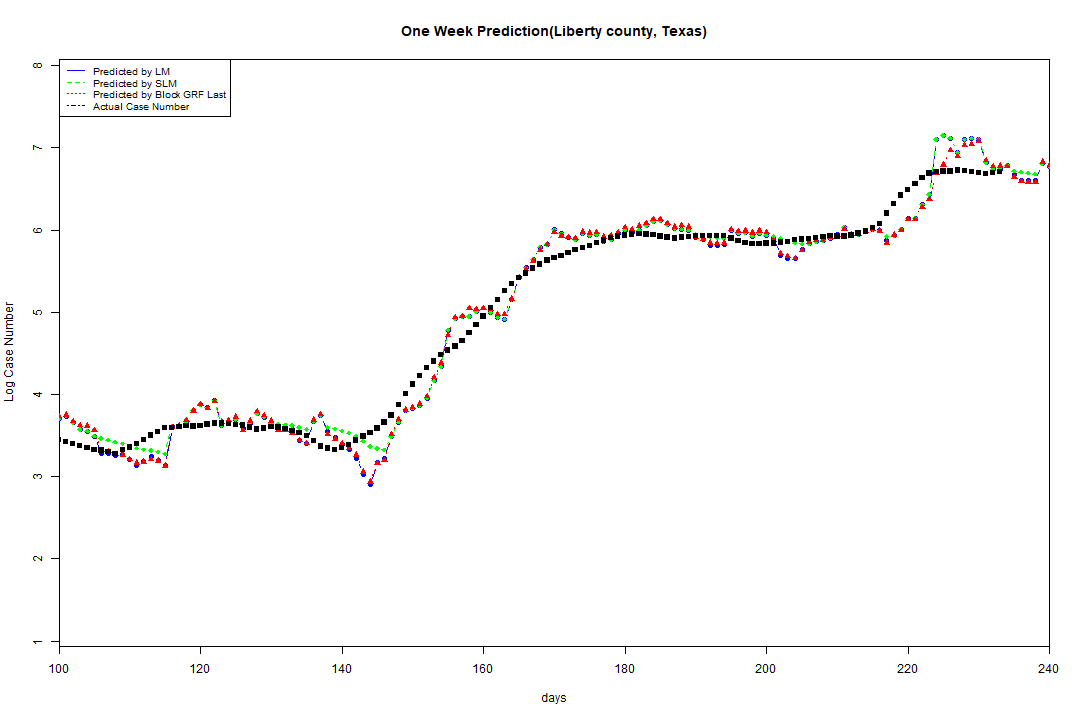 One Week Prediction(Liberty county, Texas)
Predicted by LM
Predicted by SLM
Predicted by Block GRF Last
Actual Case Number
8
7
6
5
4
3
2
1
Log Case Number
100 120 140 160 180 200 220 240
days